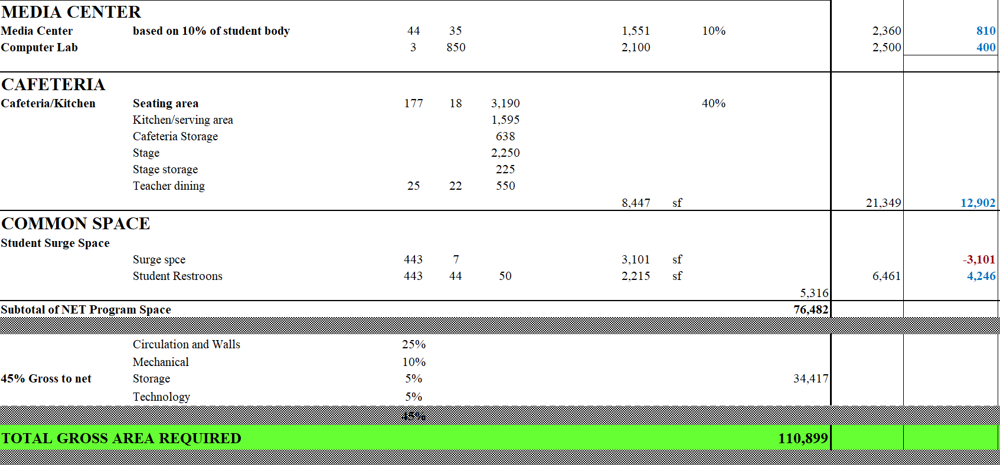 MEDIA CENTER
Media Center based on 10% of student body 44 35 1,551 10% 2,360 810
Computer Lab 3 850 2,100 2,500 400
CAFETERIA
Cafeteria/Kitchen Seating area 177 18 3,190 40%
Kitchen/serving area 1,595
Cafeteria Storage 638
Stage 2,250
Stage storage 225
Teacher dining 25 22 550
8,447 sf 21,349 12,902
COMMON SPACE
Student Surge Space
Surge spce 443 7 3,101 sf -3,101
Student Restroons 443 44 50 2,215 sf 6,461 4,246
5,316
Subtotal of NET Program Space 76,482
Circulation and Walls 25%
Mechanical 10%
45% Gross to net Storage 5% 34,417
Technology 5%
45%
TOTAL GROSS AREA REQUIRED 110,899